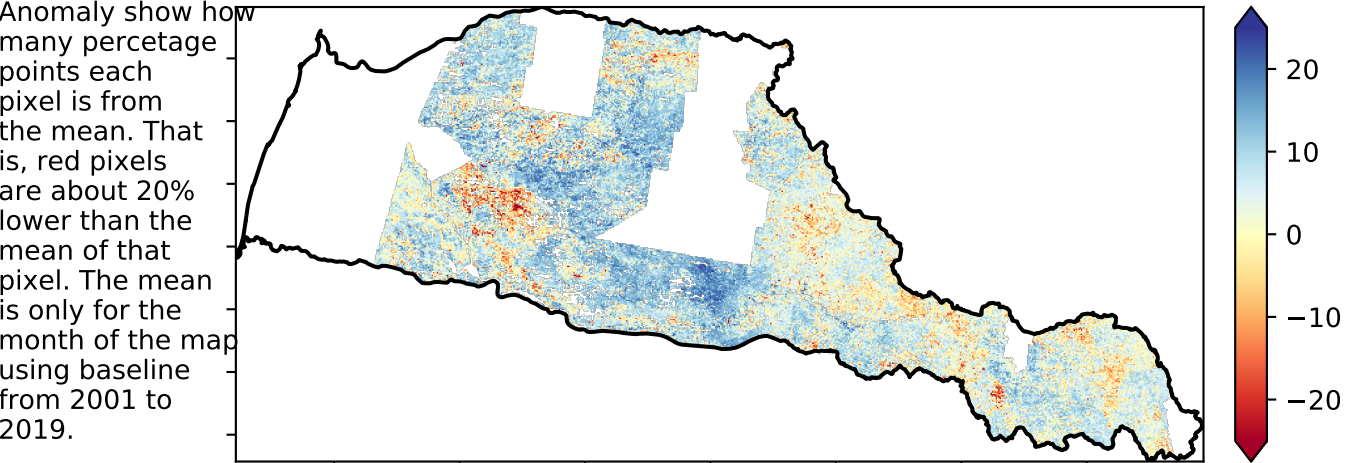 Anomaly show how
many percetage
points each
pixel is from
the mean. That
is, red pixels
are about 20%
lower than the
mean of that
pixel. The mean
is only for the
month of the map
using baseline
from 2001 to
2019.
20
10
0
−10
−20